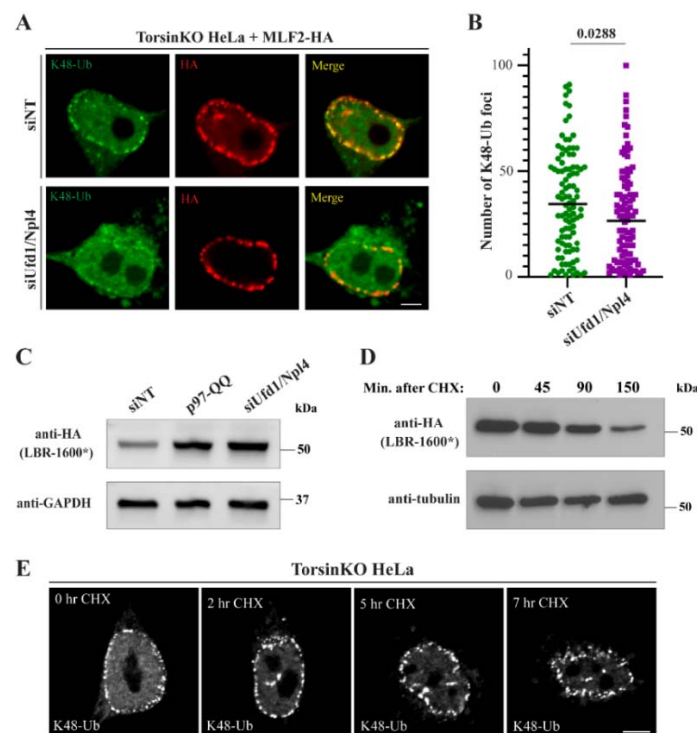 A
TorsinKO HeLa + MLF2-HA
siNT
K48-Ub
HA
Merge
siUfd1/Npl4
K48-Ub
HA
Merge
B
0.0288
Number of K48-Ub foci
100
50
0
siNT
siUfd1/Npl4
C
siNT
p97-QQ
siUfd1/Npl4
kDa
anti-HA
(LBR-1600*)
50
anti-GAPDH
37
D
Min. after CHX: 0 45 90 150 kDa
anti-HA
(LBR-1600*)
50
anti-tubulin
50
E
TorsinKO HeLa
0 hr CHX
2 hr CHX
5 hr CHX
7 hr CHX
K48-Ub
K48-Ub
K48-Ub
K48-Ub